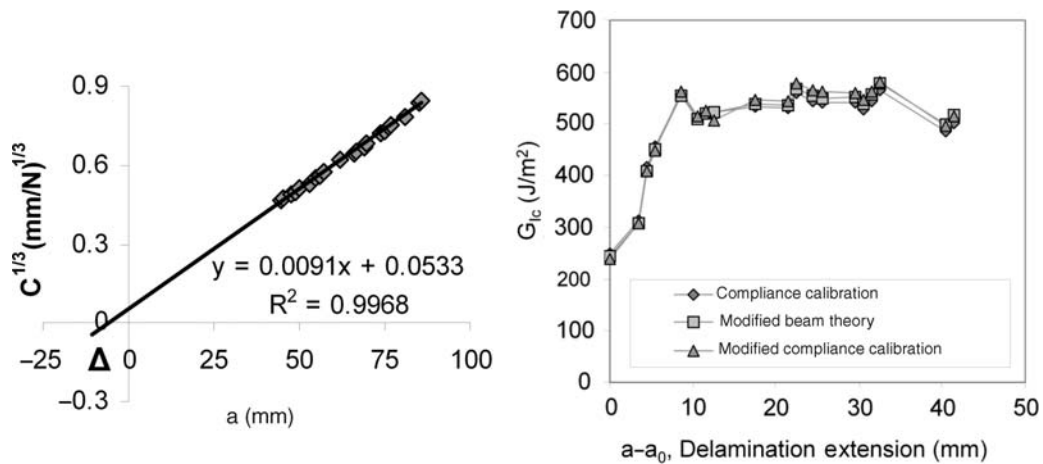 C^1/3 (mm/N)^1/3
0.9
0.6
0.3
0
−0.3
y = 0.0091x + 0.0533
R² = 0.9968
−25
Δ
0
25
50
75
100
a (mm)
G_Ic (J/m²)
700
600
500
400
300
200
100
0
Compliance calibration
Modified beam theory
Modified compliance calibration
0
10
20
30
40
50
a−a₀, Delamination extension (mm)